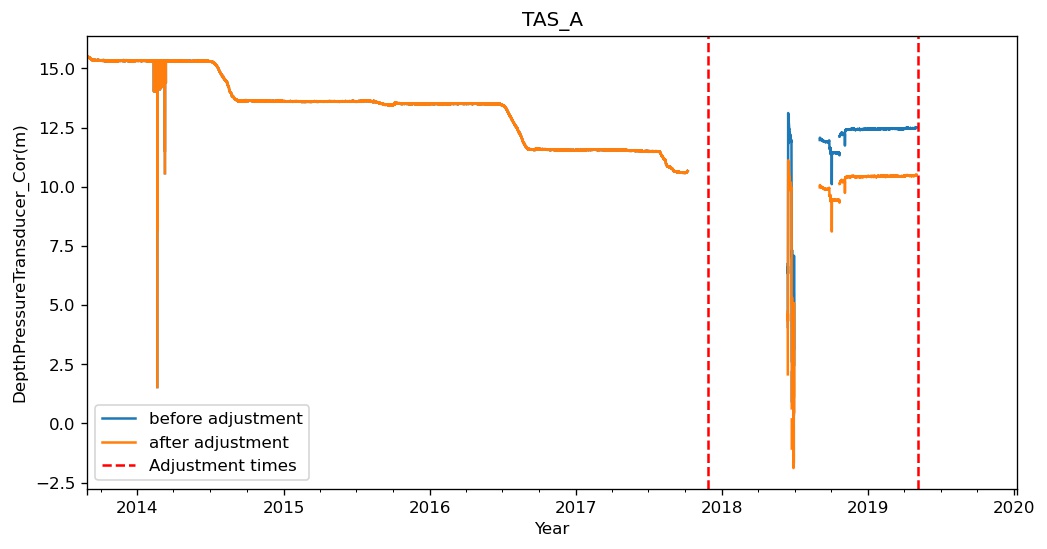 TAS_A
DepthPressureTransducer_Cor(m)
15.0
12.5
10.0
7.5
5.0
2.5
0.0
−2.5
before adjustment
after adjustment
Adjustment times
2014 2015 2016 2017 2018 2019 2020
Year